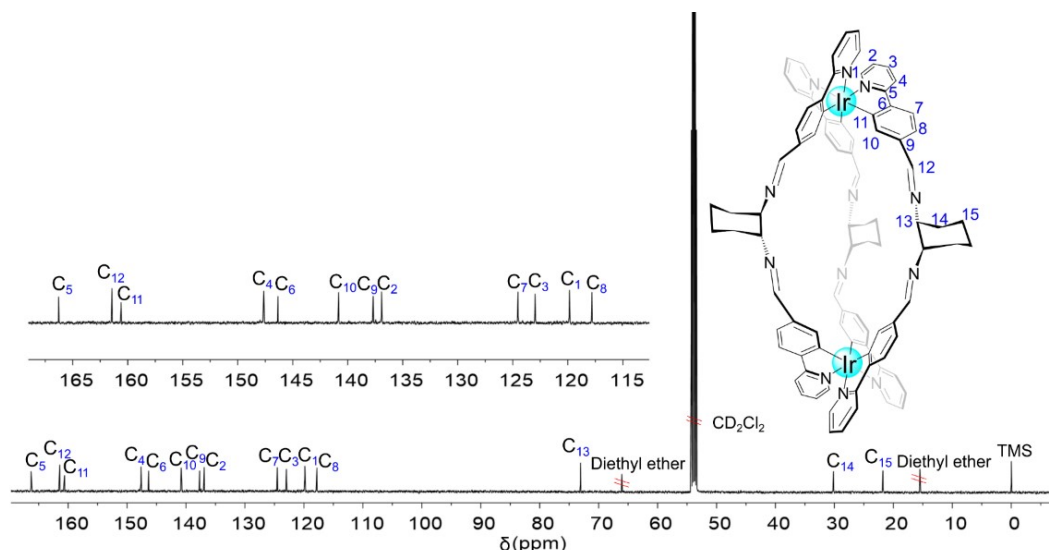 C5 C12 C11 C4 C6 C10 C9 C2 C7 C3 C1 C8
165 160 155 150 145 140 135 130 125 120 115
C5 C12 C11 C4 C6 C10 C9 C2 C7 C3 C1 C8 C13 Diethyl ether CD2Cl2 C14 C15 Diethyl ether TMS
160 150 140 130 120 110 100 90 80 70 60 50 40 30 20 10 0
δ(ppm)
N 1 2 3
N 4
Ir 5
6 7
11 8
10 9
12
N N N
13 14 15
N N N
Ir
N N N